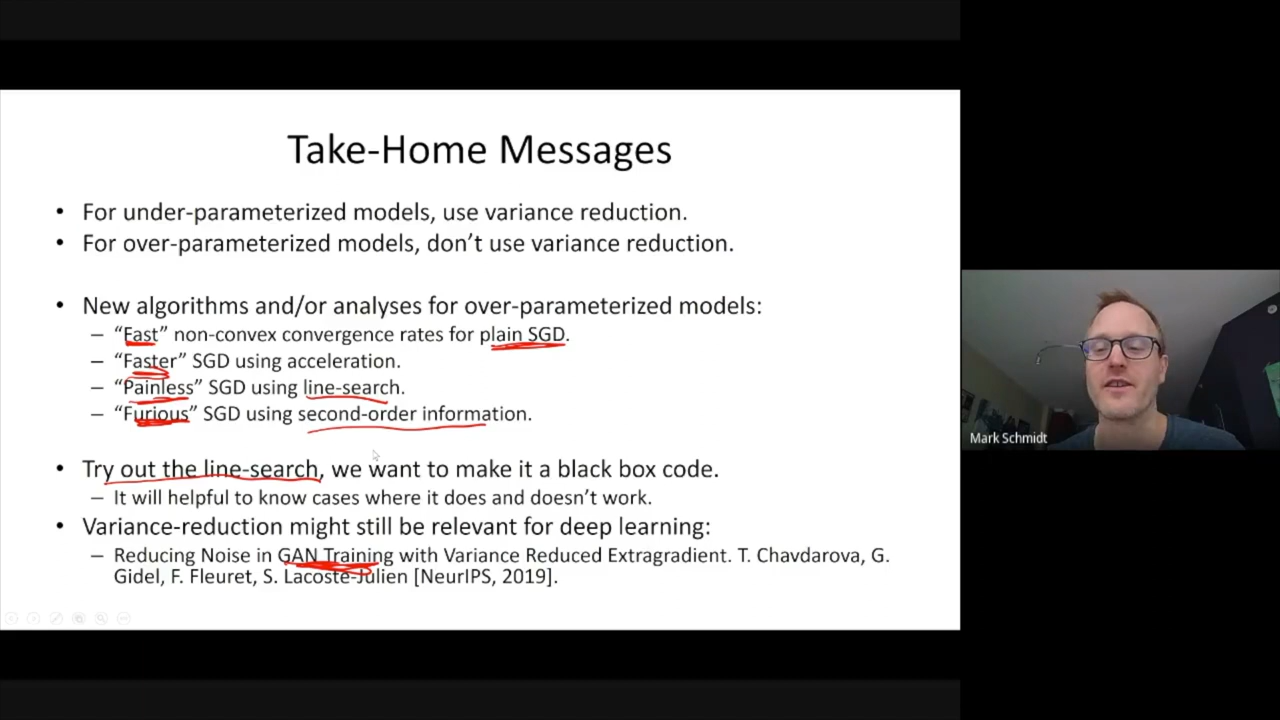 Take-Home Messages
• For under-parameterized models, use variance reduction.
• For over-parameterized models, don't use variance reduction.
• New algorithms and/or analyses for over-parameterized models:
– “Fast” non-convex convergence rates for plain SGD.
– “Faster” SGD using acceleration.
– “Painless” SGD using line-search.
– “Furious” SGD using second-order information.
• Try out the line-search, we want to make it a black box code.
– It will helpful to know cases where it does and doesn't work.
• Variance-reduction might still be relevant for deep learning:
– Reducing Noise in GAN Training with Variance Reduced Extragradient. T. Chavdarova, G.
Gidel, F. Fleuret, S. Lacoste-Julien [NeurIPS, 2019].
Mark Schmidt